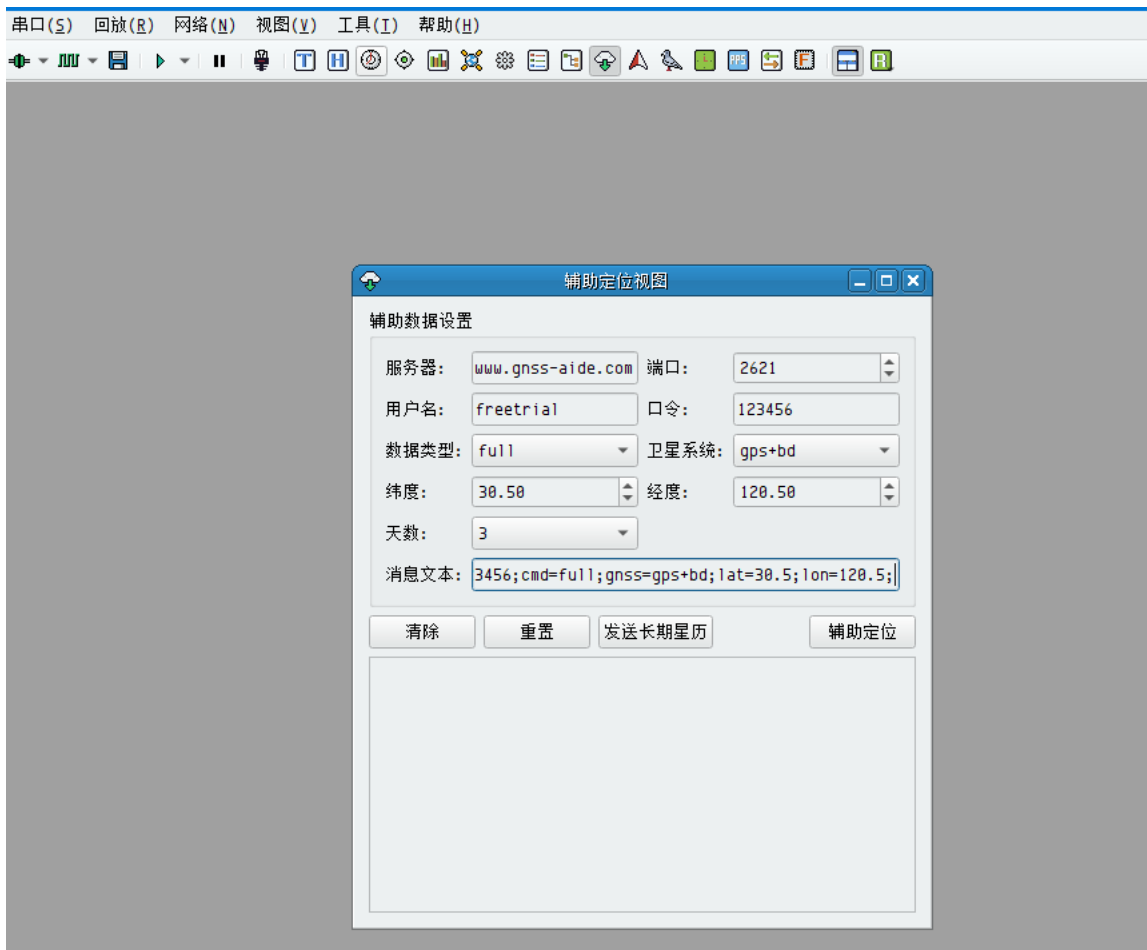 串口(S) 回放(R) 网络(N) 视图(V) 工具(T) 帮助(H)
T H PPS F R
辅助定位视图
辅助数据设置
服务器: www.gnss-aide.com 端口: 2621
用户名: freetrial 口令: 123456
数据类型: full 卫星系统: gps+bd
纬度: 30.50 经度: 120.50
天数: 3
消息文本: 3456;cmd=full;gnss=gps+bd;lat=30.5;lon=120.5;
清除 重置 发送长期星历 辅助定位